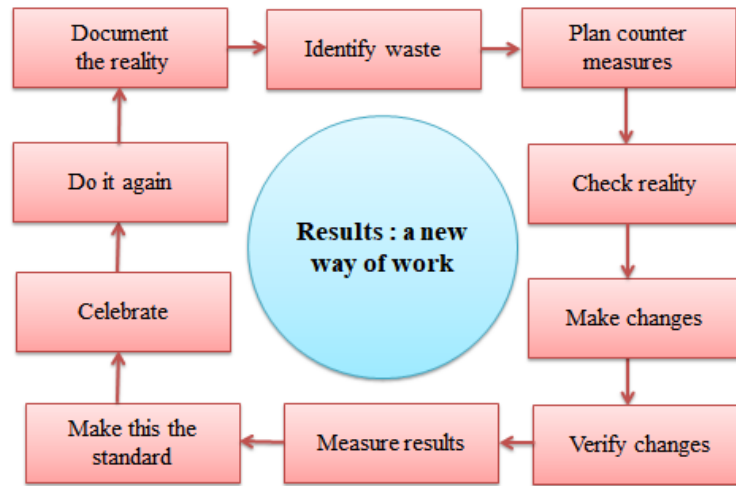 Document
the reality
Identify waste
Plan counter
measures
Do it again
Check reality
Results : a new
way of work
Celebrate
Make changes
Make this the
standard
Measure results
Verify changes